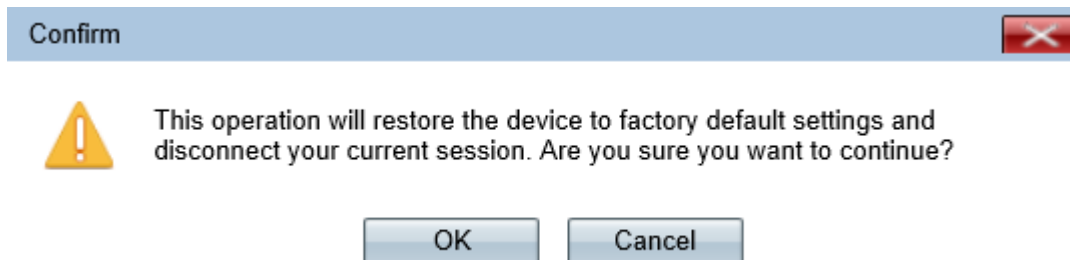 Confirm
This operation will restore the device to factory default settings and
disconnect your current session. Are you sure you want to continue?
OK
Cancel